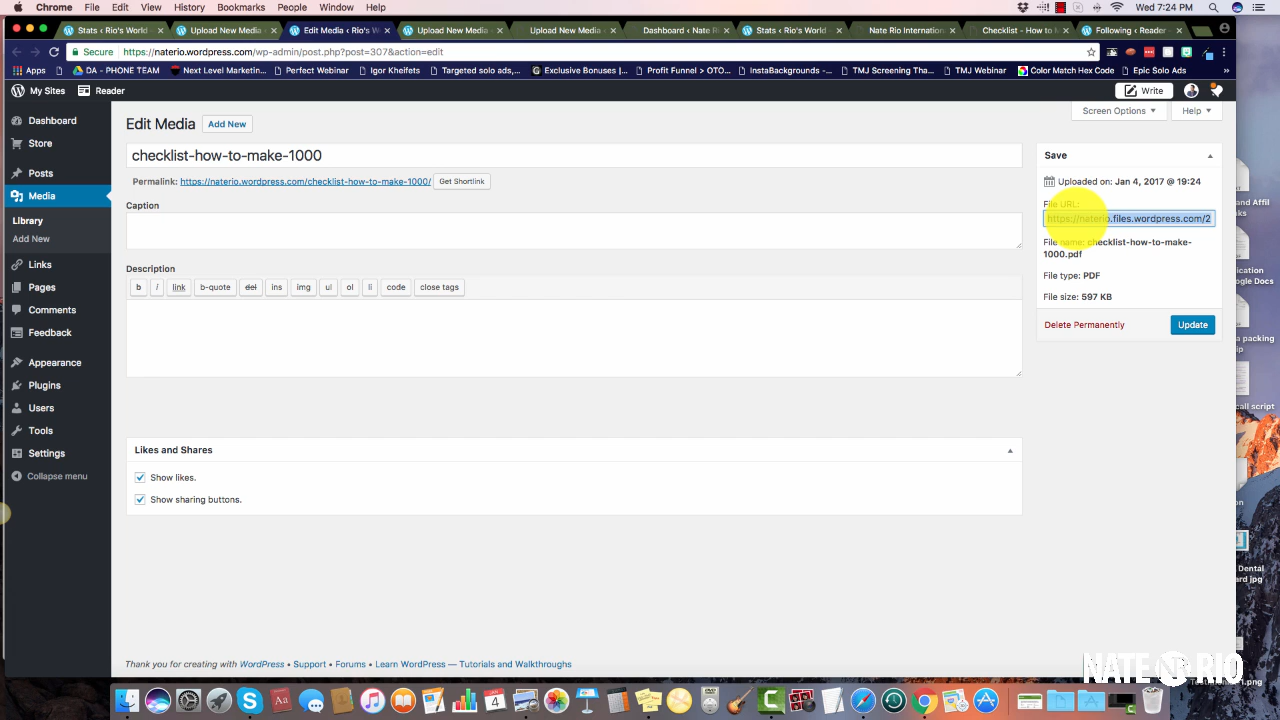 Chrome File Edit View History Bookmarks People Window Help
Wed 7:24 PM
Stats ‹ Rio's W
Upload New Me
Edit Media ‹ Rio's W
Upload New Media
Upload New Media
Dashboard ‹ Nate R
Stats ‹ Rio's World
Nate Rio Internation
Checklist - How to M
Following ‹ Reader
Secure https://naterio.wordpress.com/wp-admin/post.php?post=307&action=edit
Apps DA - PHONE TEAM Next Level Marketin... Perfect Webinar Igor Kheifets Targeted solo ads,... Exclusive Bonuses |... Profit Funnel > OTO... InstaBackgrounds -... TMJ Screening Tha... TMJ Webinar Color Match Hex Code Epic Solo Ads »
My Sites Reader Write
Screen Options Help
Dashboard
Store
Posts
Media
Library
Add New
Links
Pages
Comments
Feedback
Appearance
Plugins
Users
Tools
Settings
Collapse menu
Edit Media Add New
checklist-how-to-make-1000
Permalink: https://naterio.wordpress.com/checklist-how-to-make-1000/ Get Shortlink
Caption
Description
b i link b-quote del ins img ul ol li code close tags
Likes and Shares
Show likes.
Show sharing buttons.
Save
Uploaded on: Jan 4, 2017 @ 19:24
File URL:
https://naterio.files.wordpress.com/2
File name: checklist-how-to-make-
1000.pdf
File type: PDF
File size: 597 KB
Delete Permanently Update
Thank you for creating with WordPress • Support • Forums • Learn WordPress — Tutorials and Walkthroughs
and Affil
ication
ogle Docs
a packing
call script
Dental
NATE RIO